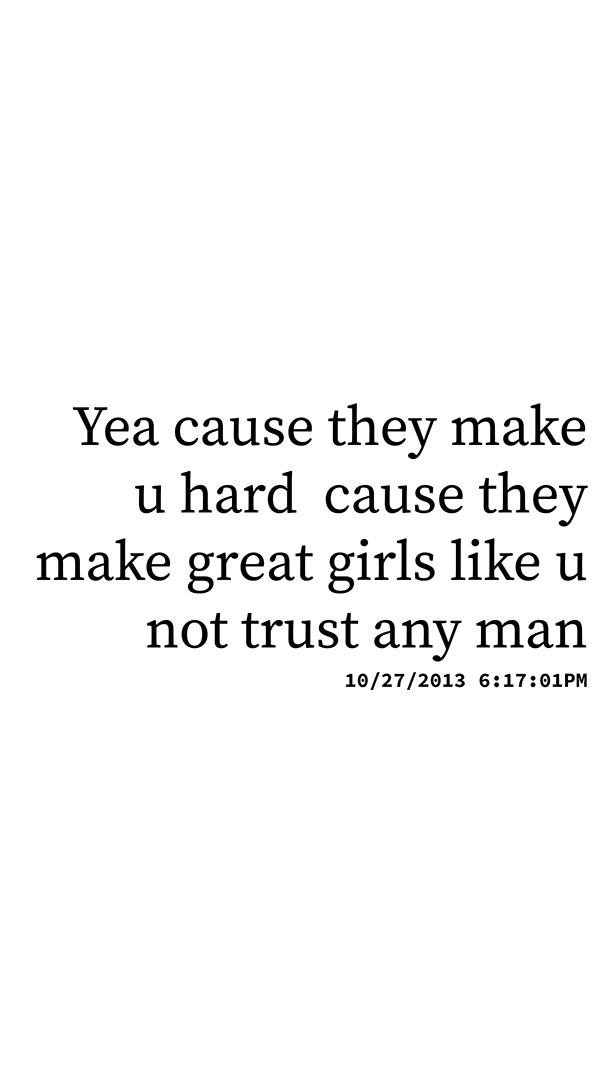 Yea cause they make
u hard  cause they
make great girls like u
not trust any man
10/27/2013 6:17:01PM